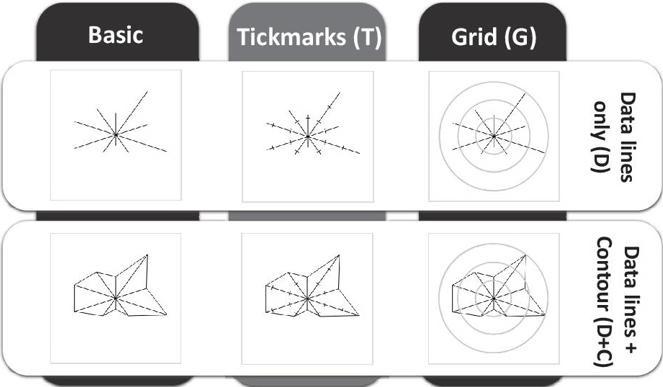 Basic
Tickmarks (T)
Grid (G)
Data lines
only (D)
Data lines +
Contour (D+C)